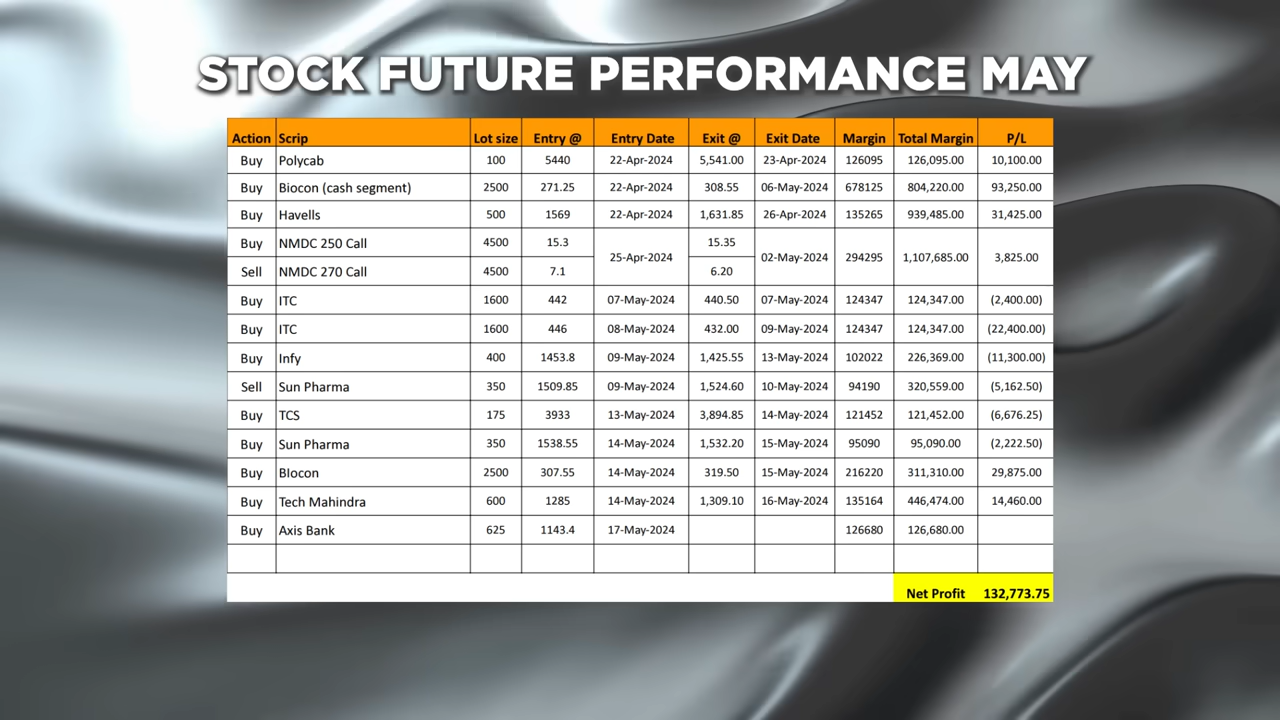 STOCK FUTURE PERFORMANCE MAY
Action Scrip Lot size Entry @ Entry Date Exit @ Exit Date Margin Total Margin P/L
Buy Polycab 100 5440 22-Apr-2024 5,541.00 23-Apr-2024 126095 126,095.00 10,100.00
Buy Biocon (cash segment) 2500 271.25 22-Apr-2024 308.55 06-May-2024 678125 804,220.00 93,250.00
Buy Havells 500 1569 22-Apr-2024 1,631.85 26-Apr-2024 135265 939,485.00 31,425.00
Buy NMDC 250 Call 4500 15.3 25-Apr-2024 15.35 02-May-2024 294295 1,107,685.00 3,825.00
Sell NMDC 270 Call 4500 7.1 6.20
Buy ITC 1600 442 07-May-2024 440.50 07-May-2024 124347 124,347.00 (2,400.00)
Buy ITC 1600 446 08-May-2024 432.00 09-May-2024 124347 124,347.00 (22,400.00)
Buy Infy 400 1453.8 09-May-2024 1,425.55 13-May-2024 102022 226,369.00 (11,300.00)
Sell Sun Pharma 350 1509.85 09-May-2024 1,524.60 10-May-2024 94190 320,559.00 (5,162.50)
Buy TCS 175 3933 13-May-2024 3,894.85 14-May-2024 121452 121,452.00 (6,676.25)
Buy Sun Pharma 350 1538.55 14-May-2024 1,532.20 15-May-2024 95090 95,090.00 (2,222.50)
Buy BIocon 2500 307.55 14-May-2024 319.50 15-May-2024 216220 311,310.00 29,875.00
Buy Tech Mahindra 600 1285 14-May-2024 1,309.10 16-May-2024 135164 446,474.00 14,460.00
Buy Axis Bank 625 1143.4 17-May-2024 126680 126,680.00
Net Profit 132,773.75